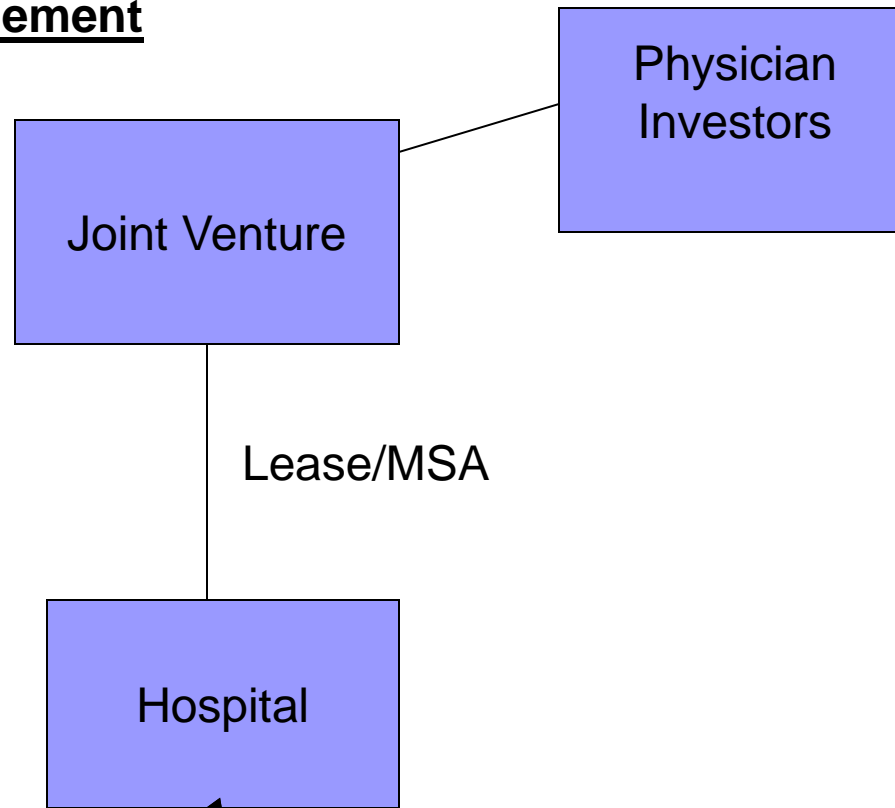 ement
Physician
Investors
Joint Venture
Lease/MSA
Hospital